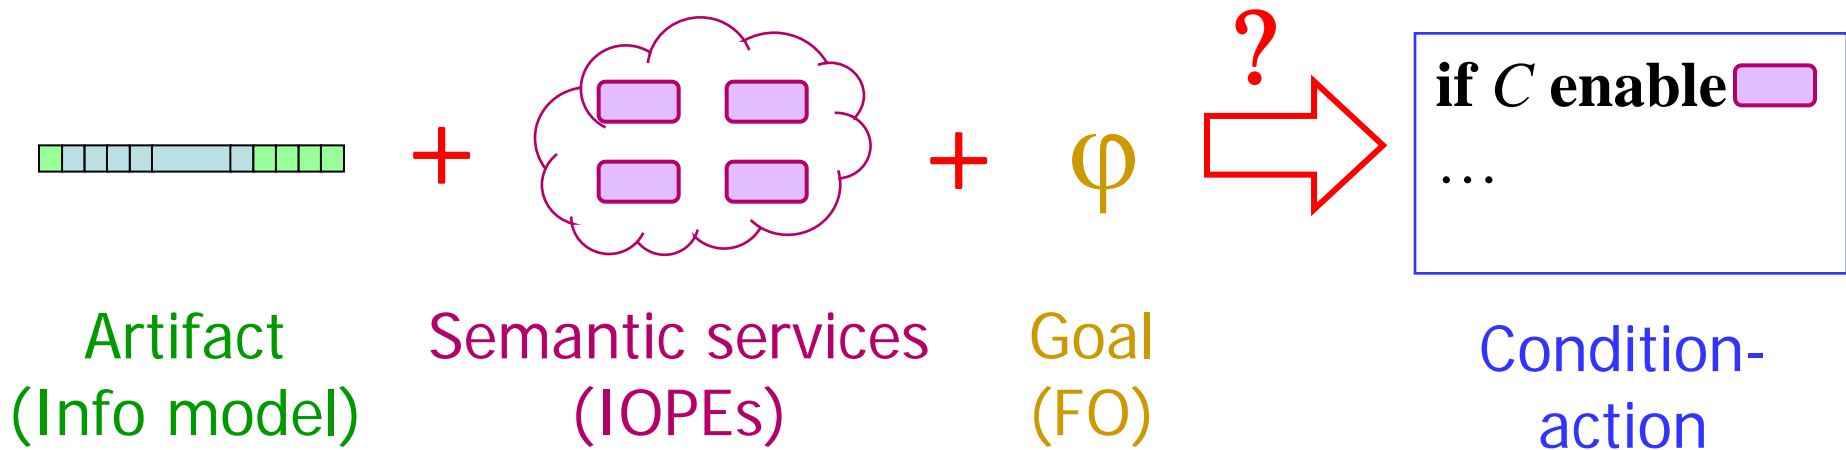 +
+
φ
?
if C enable
...
Artifact
(Info model)
Semantic services
(IOPEs)
Goal
(FO)
Condition-
action